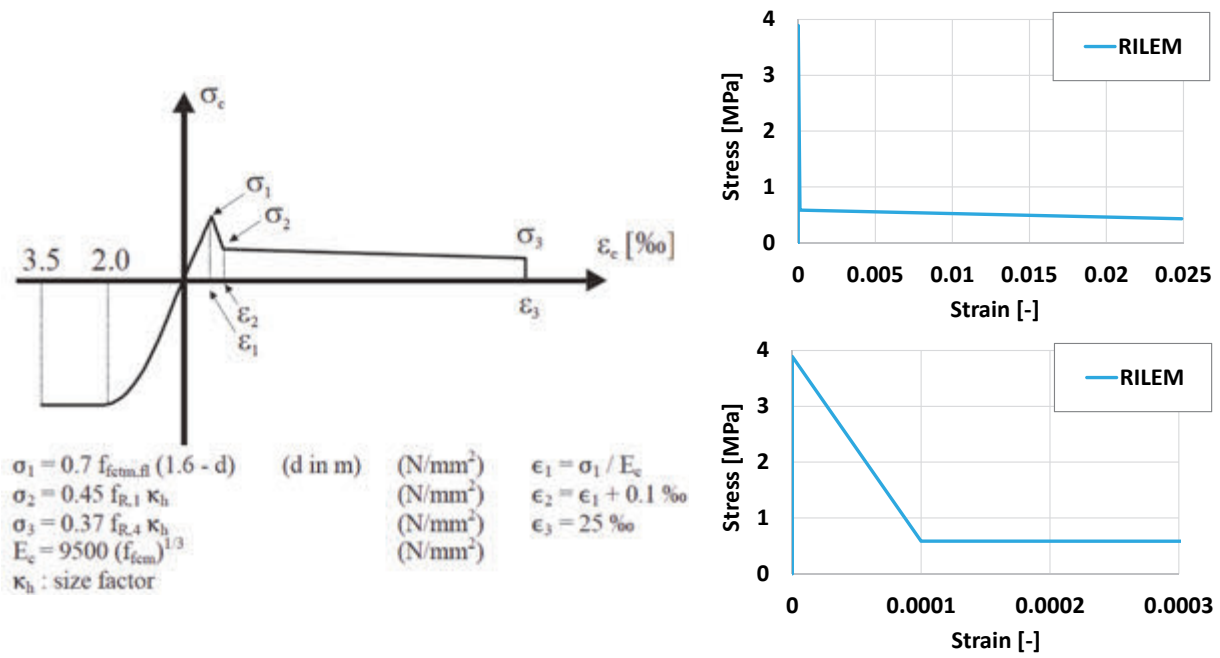 σc
σ1
σ2
σ3
εc [‰]
3.5 2.0
ε2
ε1
ε3
σ1 = 0.7 ffctm,fl (1.6 - d) (d in m) (N/mm²) ϵ1 = σ1 / Ec
σ2 = 0.45 fR,1 κh (N/mm²) ϵ2 = ϵ1 + 0.1 ‰
σ3 = 0.37 fR,4 κh (N/mm²) ϵ3 = 25 ‰
Ec = 9500 (ffcm)1/3 (N/mm²)
κh : size factor
RILEM
Stress [MPa]
4
3
2
1
0
0 0.005 0.01 0.015 0.02 0.025
Strain [-]
RILEM
Stress [MPa]
4
3
2
1
0
0 0.0001 0.0002 0.0003
Strain [-]